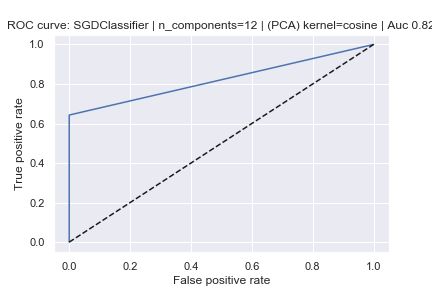 ROC curve: SGDClassifier | n_components=12 | (PCA) kernel=cosine | Auc 0.82
1.0
0.8
0.6
0.4
0.2
0.0
True positive rate
0.0 0.2 0.4 0.6 0.8 1.0
False positive rate